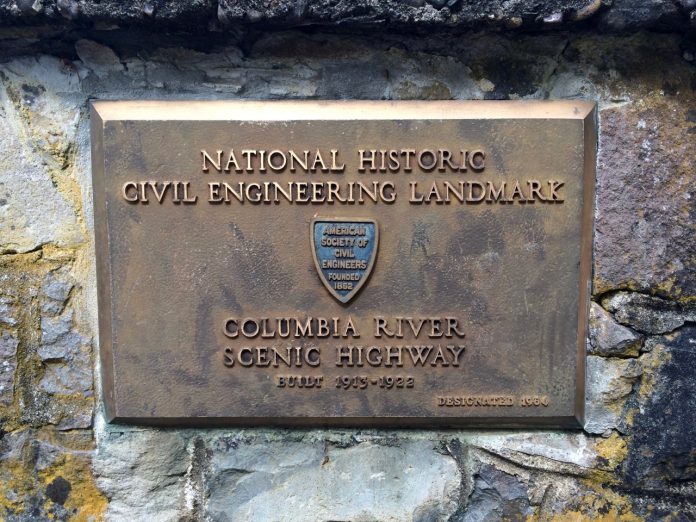 NATIONAL HISTORIC
CIVIL ENGINEERING LANDMARK
AMERICAN
SOCIETY OF
CIVIL
ENGINEERS
FOUNDED
1852
COLUMBIA RIVER
SCENIC HIGHWAY
BUILT 1913-1922
DESIGNATED 1984